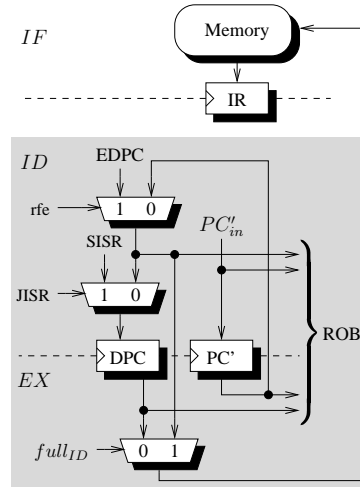 IF
Memory
IR
ID
EDPC
rfe
1 0
SISR
PC'in
JISR
1 0
ROB
DPC
PC'
EX
fullID
0 1